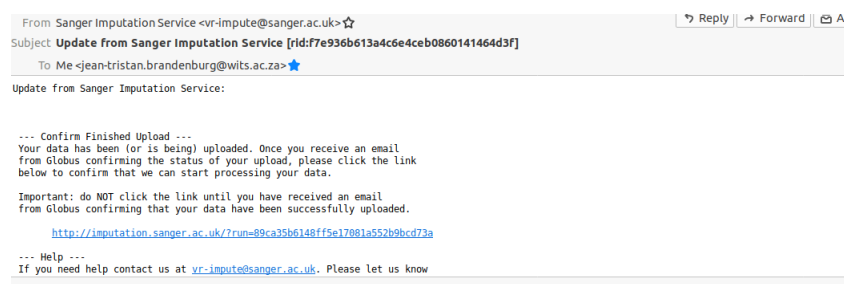 From Sanger Imputation Service <vr-impute@sanger.ac.uk>
Reply Forward A
Subject Update from Sanger Imputation Service [rid:f7e936b613a4c6e4ceb0860141464d3f]
To Me <jean-tristan.brandenburg@wits.ac.za>
Update from Sanger Imputation Service:
--- Confirm Finished Upload ---
Your data has been (or is being) uploaded. Once you receive an email
from Globus confirming the status of your upload, please click the link
below to confirm that we can start processing your data.
Important: do NOT click the link until you have received an email
from Globus confirming that your data have been successfully uploaded.
http://imputation.sanger.ac.uk/?run=89ca35b6148ff5e17081a552b9bcd73a
--- Help ---
If you need help contact us at vr-impute@sanger.ac.uk. Please let us know